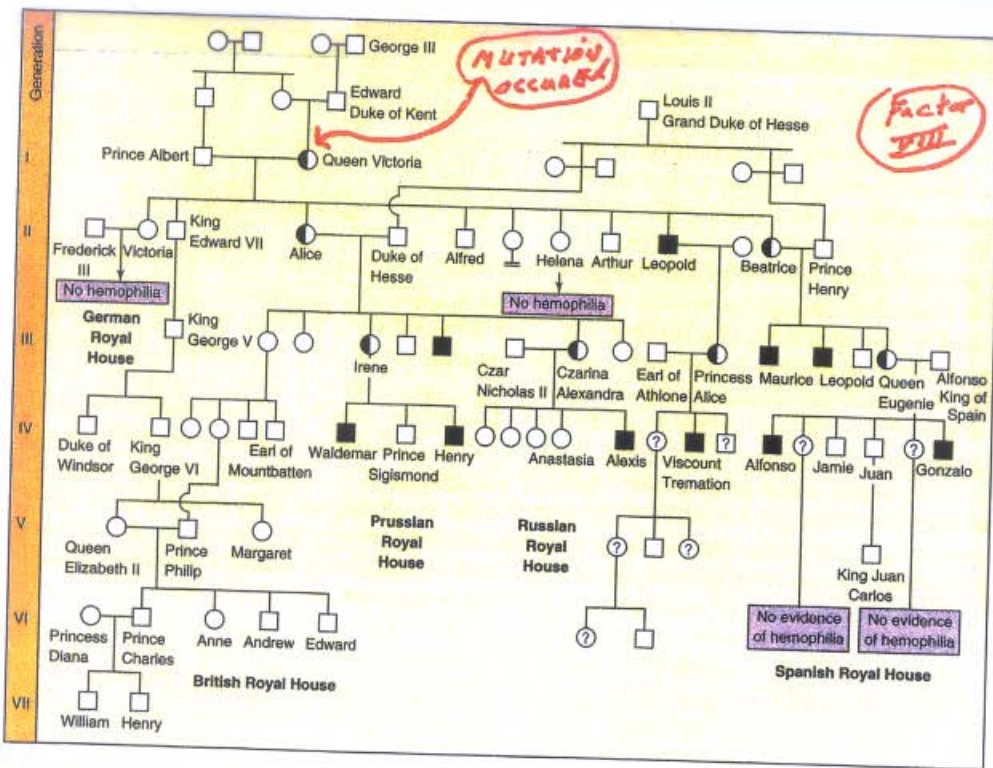 Generation
George III
MUTATION
OCCURED
Factor
VIII
Edward
Duke of Kent
Louis II
Grand Duke of Hesse
I
Prince Albert
Queen Victoria
II
Frederick
III
Victoria
King
Edward VII
Alice
Duke of
Hesse
Alfred
Helena
Arthur
Leopold
Beatrice
Prince
Henry
No hemophilia
No hemophilia
German
Royal
House
III
King
George V
Irene
Czar
Nicholas II
Czarina
Alexandra
Earl of
Athlone
Princess
Alice
Maurice
Leopold
Queen
Eugenie
Alfonso
King of
Spain
IV
Duke of
Windsor
King
George VI
Earl of
Mountbatten
Waldemar
Prince
Sigismond
Henry
Anastasia
Alexis
?
Viscount
Tremation
?
Alfonso
?
Jamie
Juan
?
Gonzalo
V
Queen
Elizabeth II
Prince
Philip
Margaret
Prussian
Royal
House
Russian
Royal
House
?
?
King Juan
Carlos
VI
Princess
Diana
Prince
Charles
Anne
Andrew
Edward
?
No evidence
of hemophilia
No evidence
of hemophilia
British Royal House
Spanish Royal House
VII
William
Henry